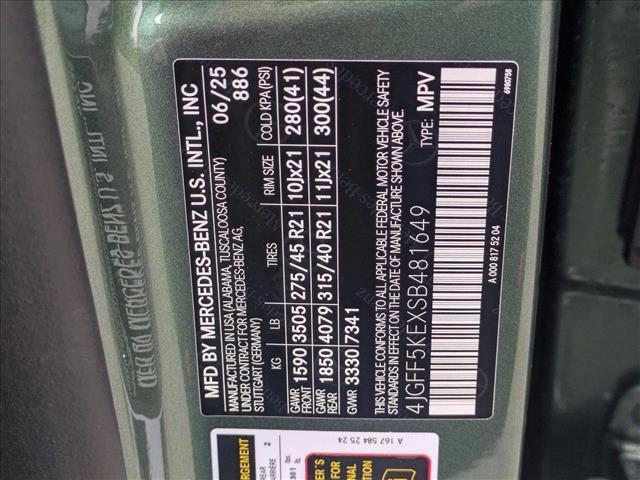 MFD BY MERCEDES-BENZ U.S. INTL., INC
MADE IN USA (ALABAMA, TUSCALOOSA COUNTY) 06/25
UNDER CONTRACT FOR MERCEDES-BENZ AG, 886
STUTTGART (GERMANY)
KG LB TIRES RIM SIZE COLD KPA(PSI)
GAWR FRONT 1590 3505 275/45 R21 10Jx21 280(41)
GAWR REAR 1850 4079 315/40 R21 11Jx21 300(44)
GVWR 3330 7341
THIS VEHICLE CONFORMS TO ALL APPLICABLE FEDERAL MOTOR VEHICLE SAFETY
STANDARDS IN EFFECT ON THE DATE OF MANUFACTURE SHOWN ABOVE.
4JGFF5KEXSB481649 TYPE: MPV
A 000 817 52 04
6980758
A 167 584 25 24